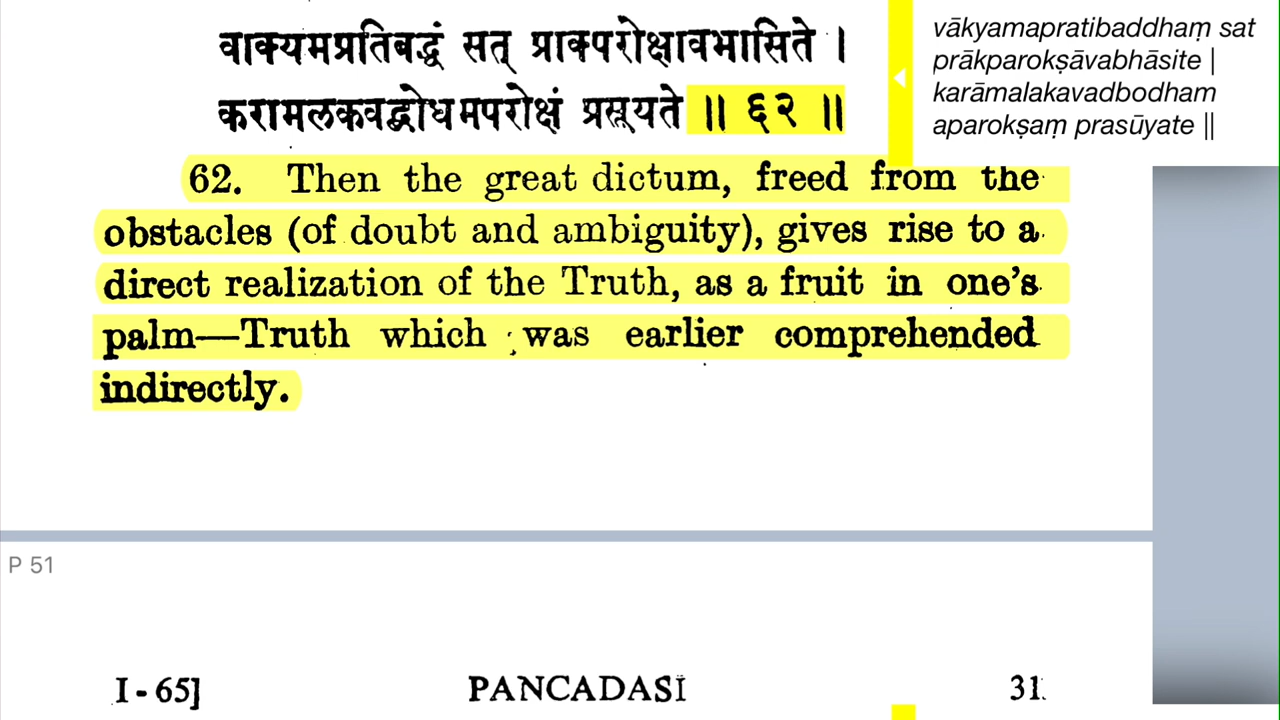 वाक्यमप्रतिबद्धं सत् प्राक्परोक्षावभासिते ।
करामलकवद्बोधमपरोक्षं प्रसूयते ॥ ६२ ॥
62. Then the great dictum, freed from the
obstacles (of doubt and ambiguity), gives rise to a
direct realization of the Truth, as a fruit in one's
palm—Truth which was earlier comprehended
indirectly.
vākyamapratibaddhaṃ sat
prākparokṣāvabhāsite |
karāmalakavadbodham
aparokṣaṃ prasūyate ||
P 51
I - 65] PANCADASI 31